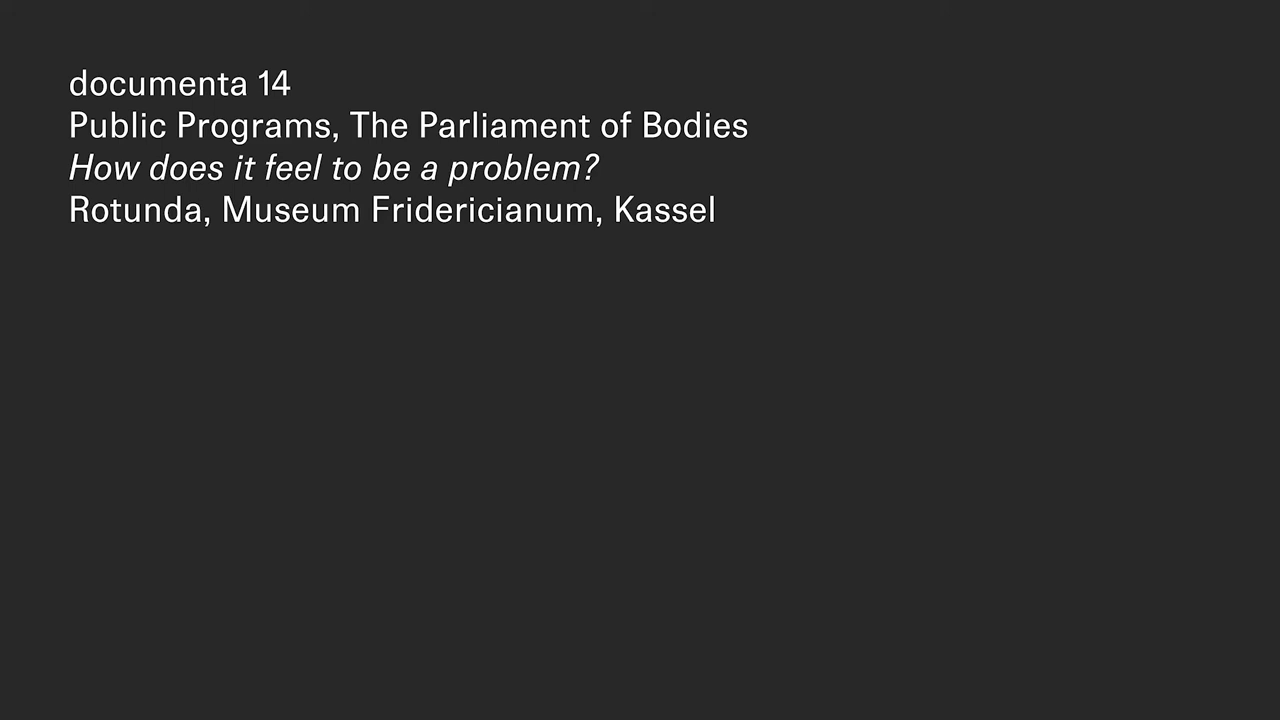 documenta 14
Public Programs, The Parliament of Bodies
How does it feel to be a problem?
Rotunda, Museum Fridericianum, Kassel